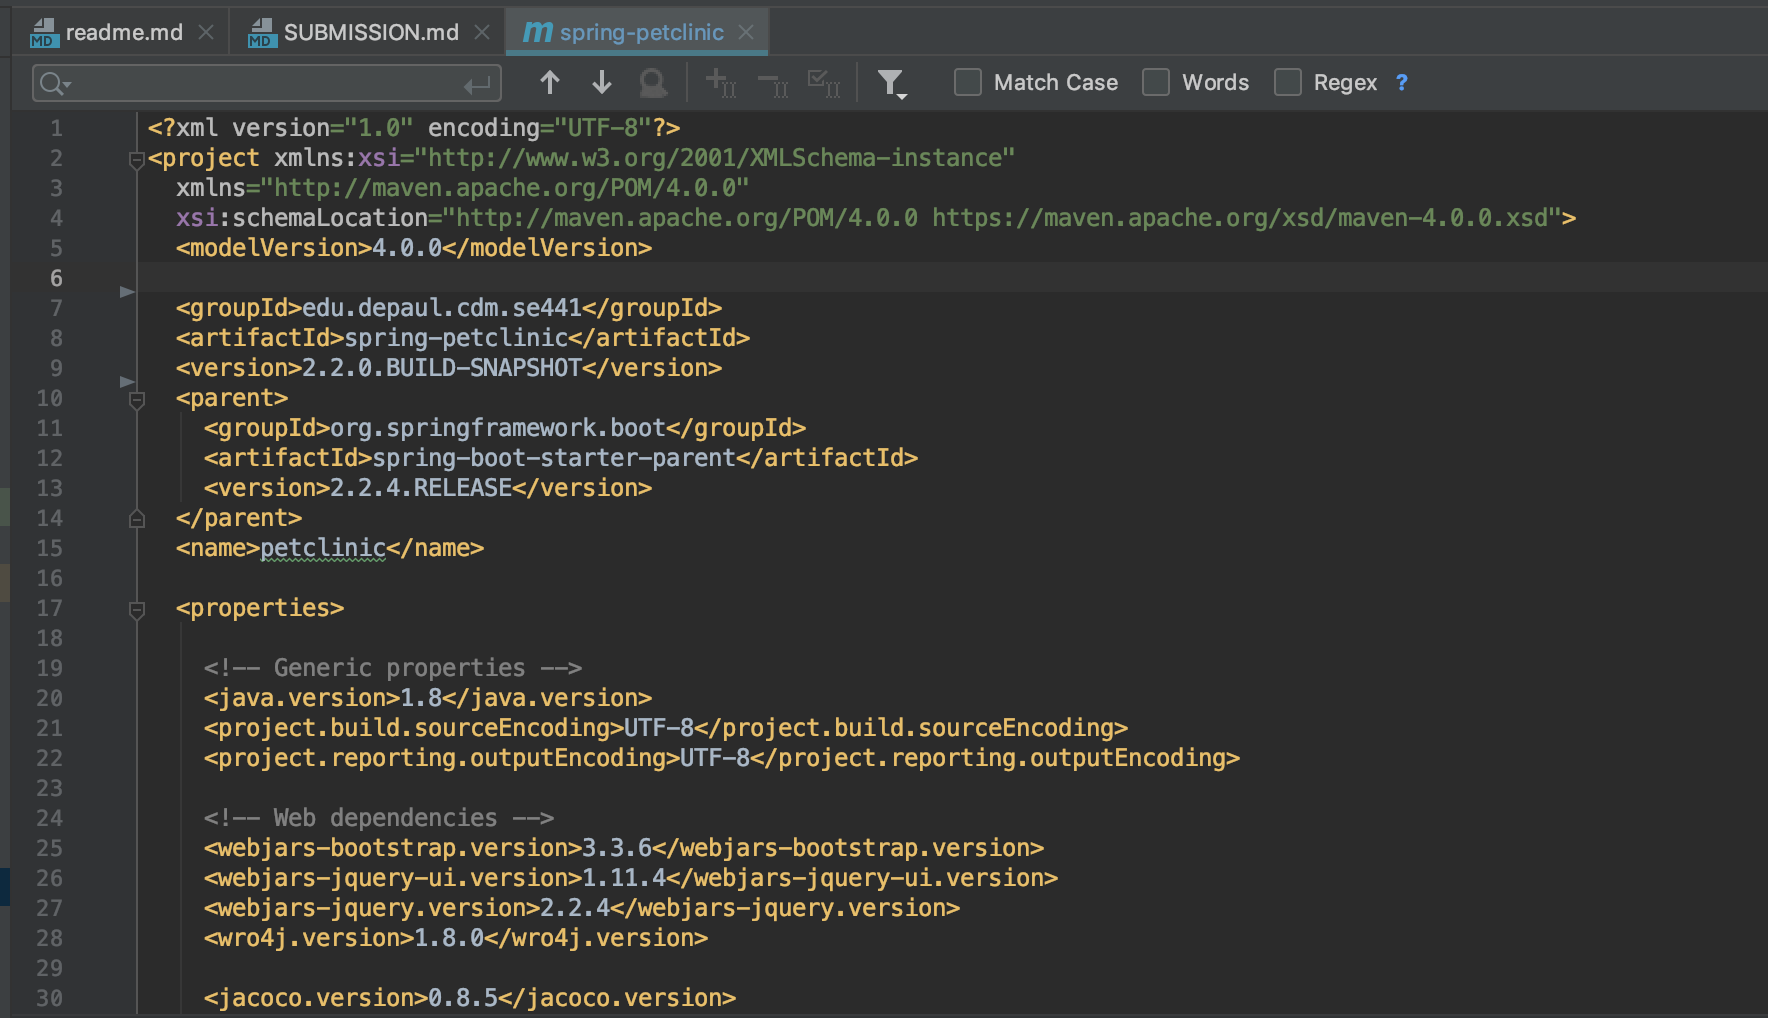 readme.md SUBMISSION.md spring-petclinic
Match Case Words Regex ?
1 <?xml version="1.0" encoding="UTF-8"?>
2 <project xmlns:xsi="http://www.w3.org/2001/XMLSchema-instance"
3 xmlns="http://maven.apache.org/POM/4.0.0"
4 xsi:schemaLocation="http://maven.apache.org/POM/4.0.0 https://maven.apache.org/xsd/maven-4.0.0.xsd">
5 <modelVersion>4.0.0</modelVersion>
6
7 <groupId>edu.depaul.cdm.se441</groupId>
8 <artifactId>spring-petclinic</artifactId>
9 <version>2.2.0.BUILD-SNAPSHOT</version>
10 <parent>
11 <groupId>org.springframework.boot</groupId>
12 <artifactId>spring-boot-starter-parent</artifactId>
13 <version>2.2.4.RELEASE</version>
14 </parent>
15 <name>petclinic</name>
16
17 <properties>
18
19 <!-- Generic properties -->
20 <java.version>1.8</java.version>
21 <project.build.sourceEncoding>UTF-8</project.build.sourceEncoding>
22 <project.reporting.outputEncoding>UTF-8</project.reporting.outputEncoding>
23
24 <!-- Web dependencies -->
25 <webjars-bootstrap.version>3.3.6</webjars-bootstrap.version>
26 <webjars-jquery-ui.version>1.11.4</webjars-jquery-ui.version>
27 <webjars-jquery.version>2.2.4</webjars-jquery.version>
28 <wro4j.version>1.8.0</wro4j.version>
29
30 <jacoco.version>0.8.5</jacoco.version>